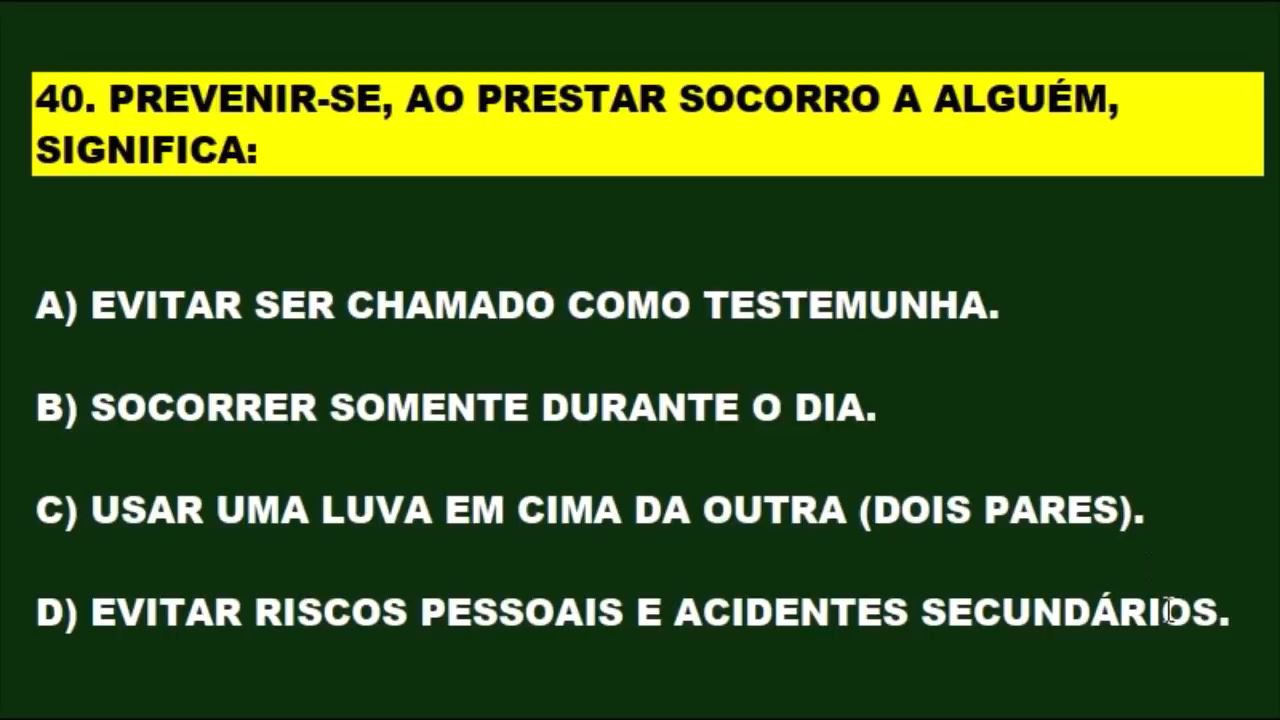 40. PREVENIR-SE, AO PRESTAR SOCORRO A ALGUÉM,
SIGNIFICA:
A) EVITAR SER CHAMADO COMO TESTEMUNHA.
B) SOCORRER SOMENTE DURANTE O DIA.
C) USAR UMA LUVA EM CIMA DA OUTRA (DOIS PARES).
D) EVITAR RISCOS PESSOAIS E ACIDENTES SECUNDÁRIOS.